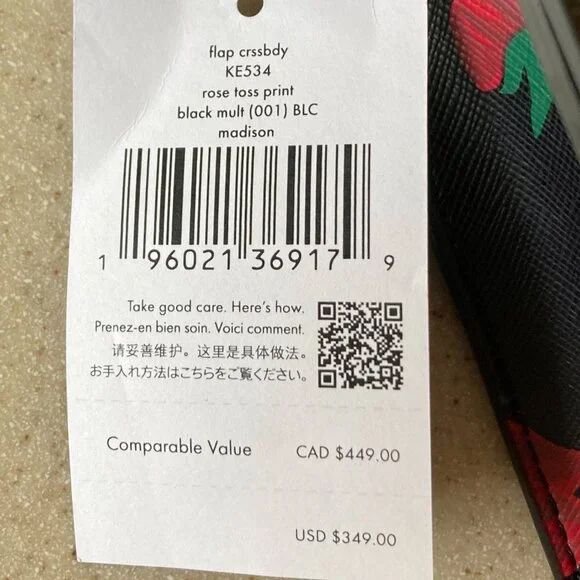 flap crssbdy
KE534
rose toss print
black mult (001) BLC
madison
1 96021 36917 9
Take good care. Here's how.
Prenez-en bien soin. Voici comment.
请妥善维护。这里是具体做法。
お手入れ方法はこちらをご覧ください。
Comparable Value CAD $449.00
USD $349.00